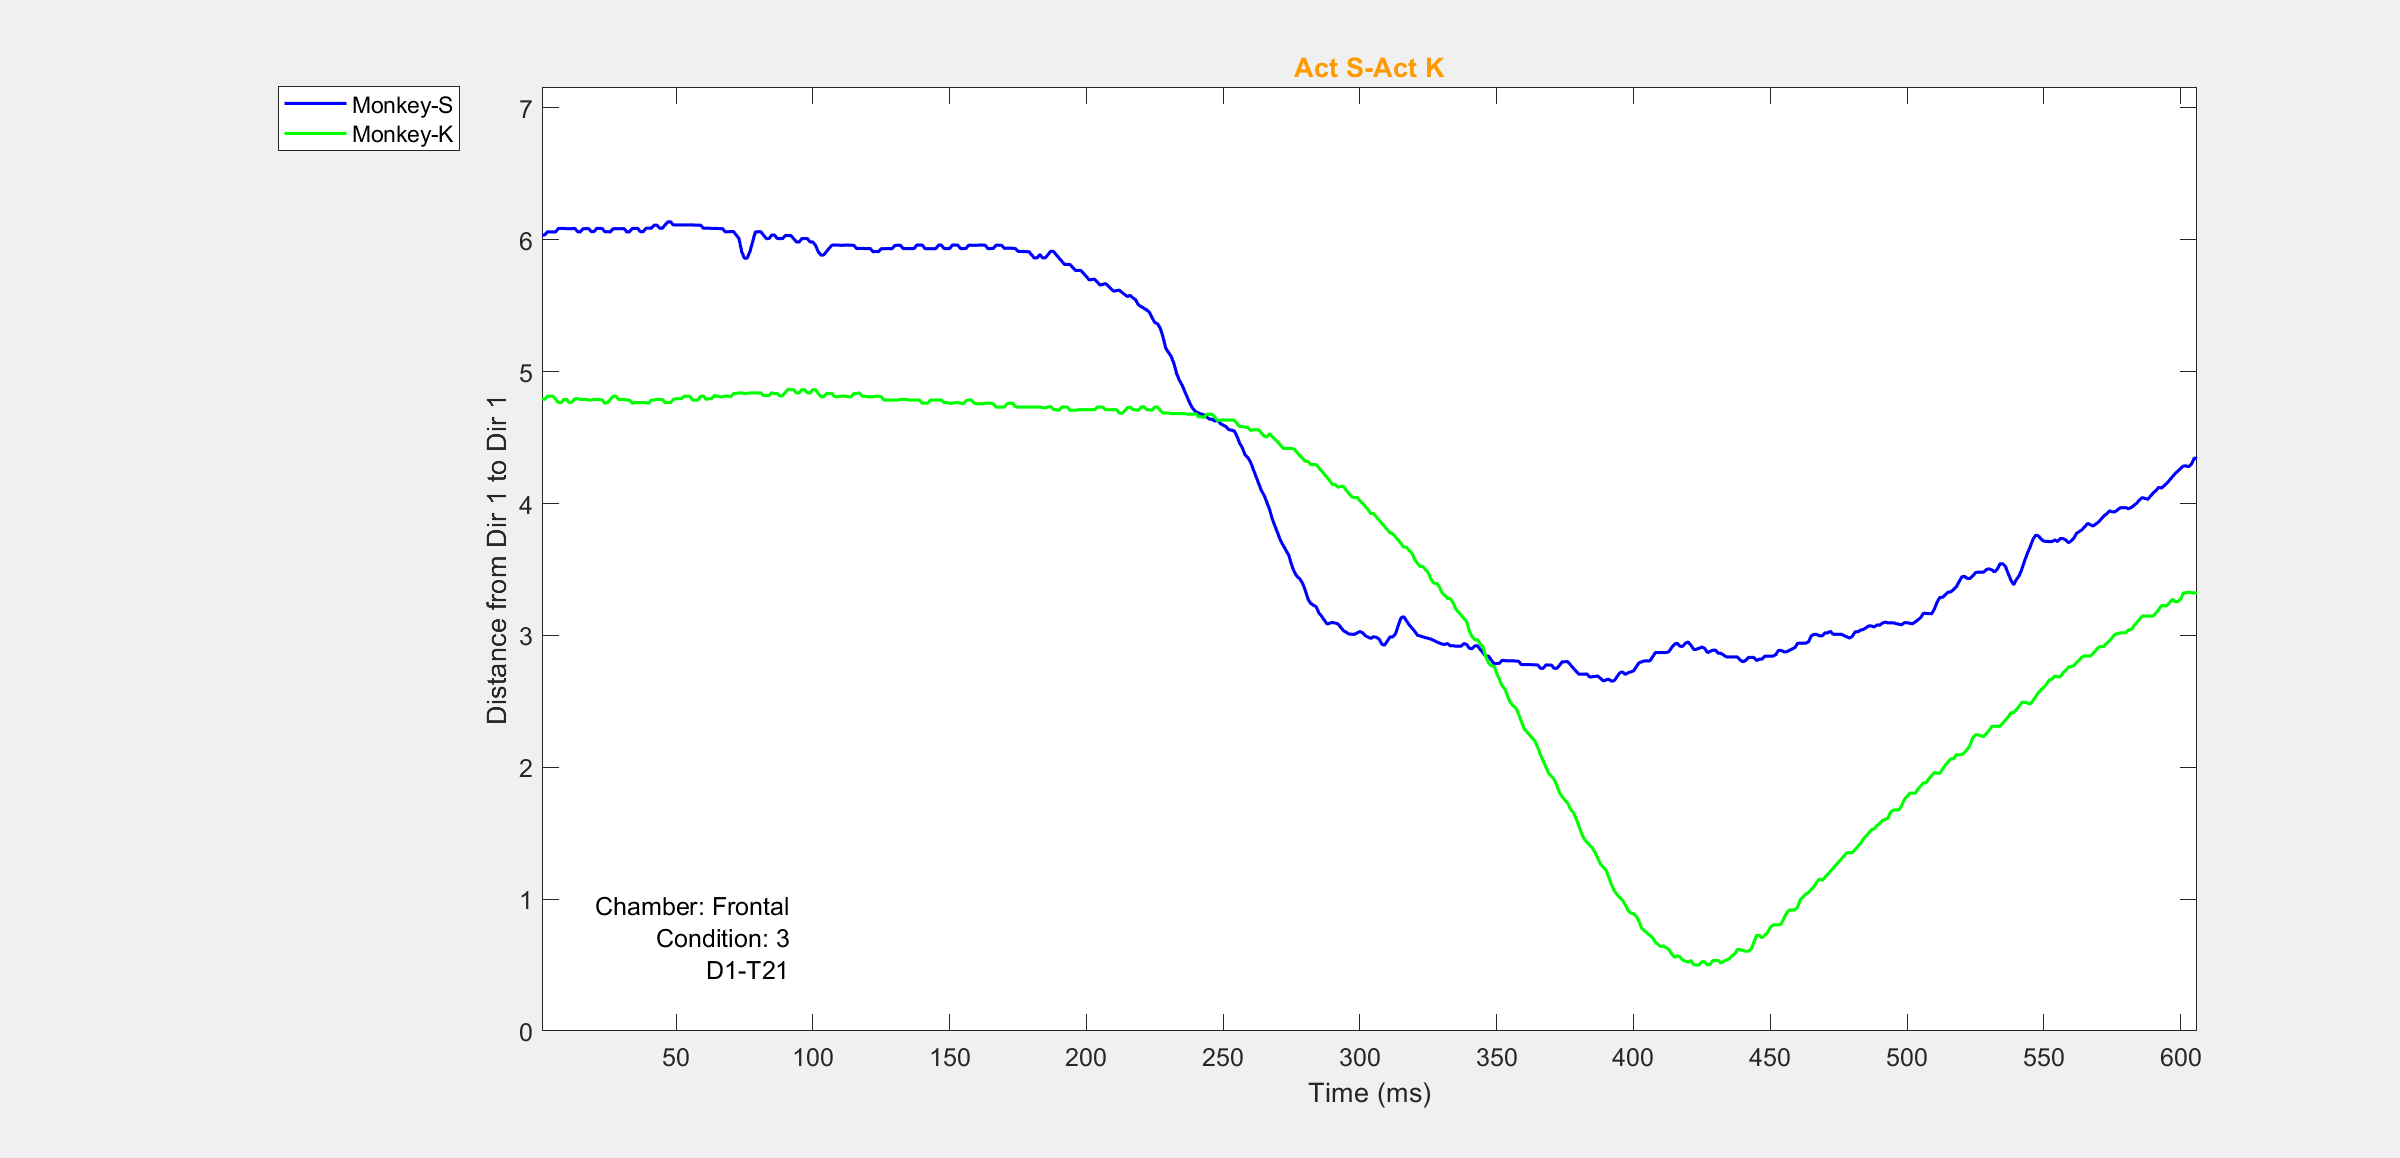 Act S-Act K
Monkey-S
Monkey-K
Distance from Dir 1 to Dir 1
7
6
5
4
3
2
1
0
Chamber: Frontal
Condition: 3
D1-T21
50 100 150 200 250 300 350 400 450 500 550 600
Time (ms)